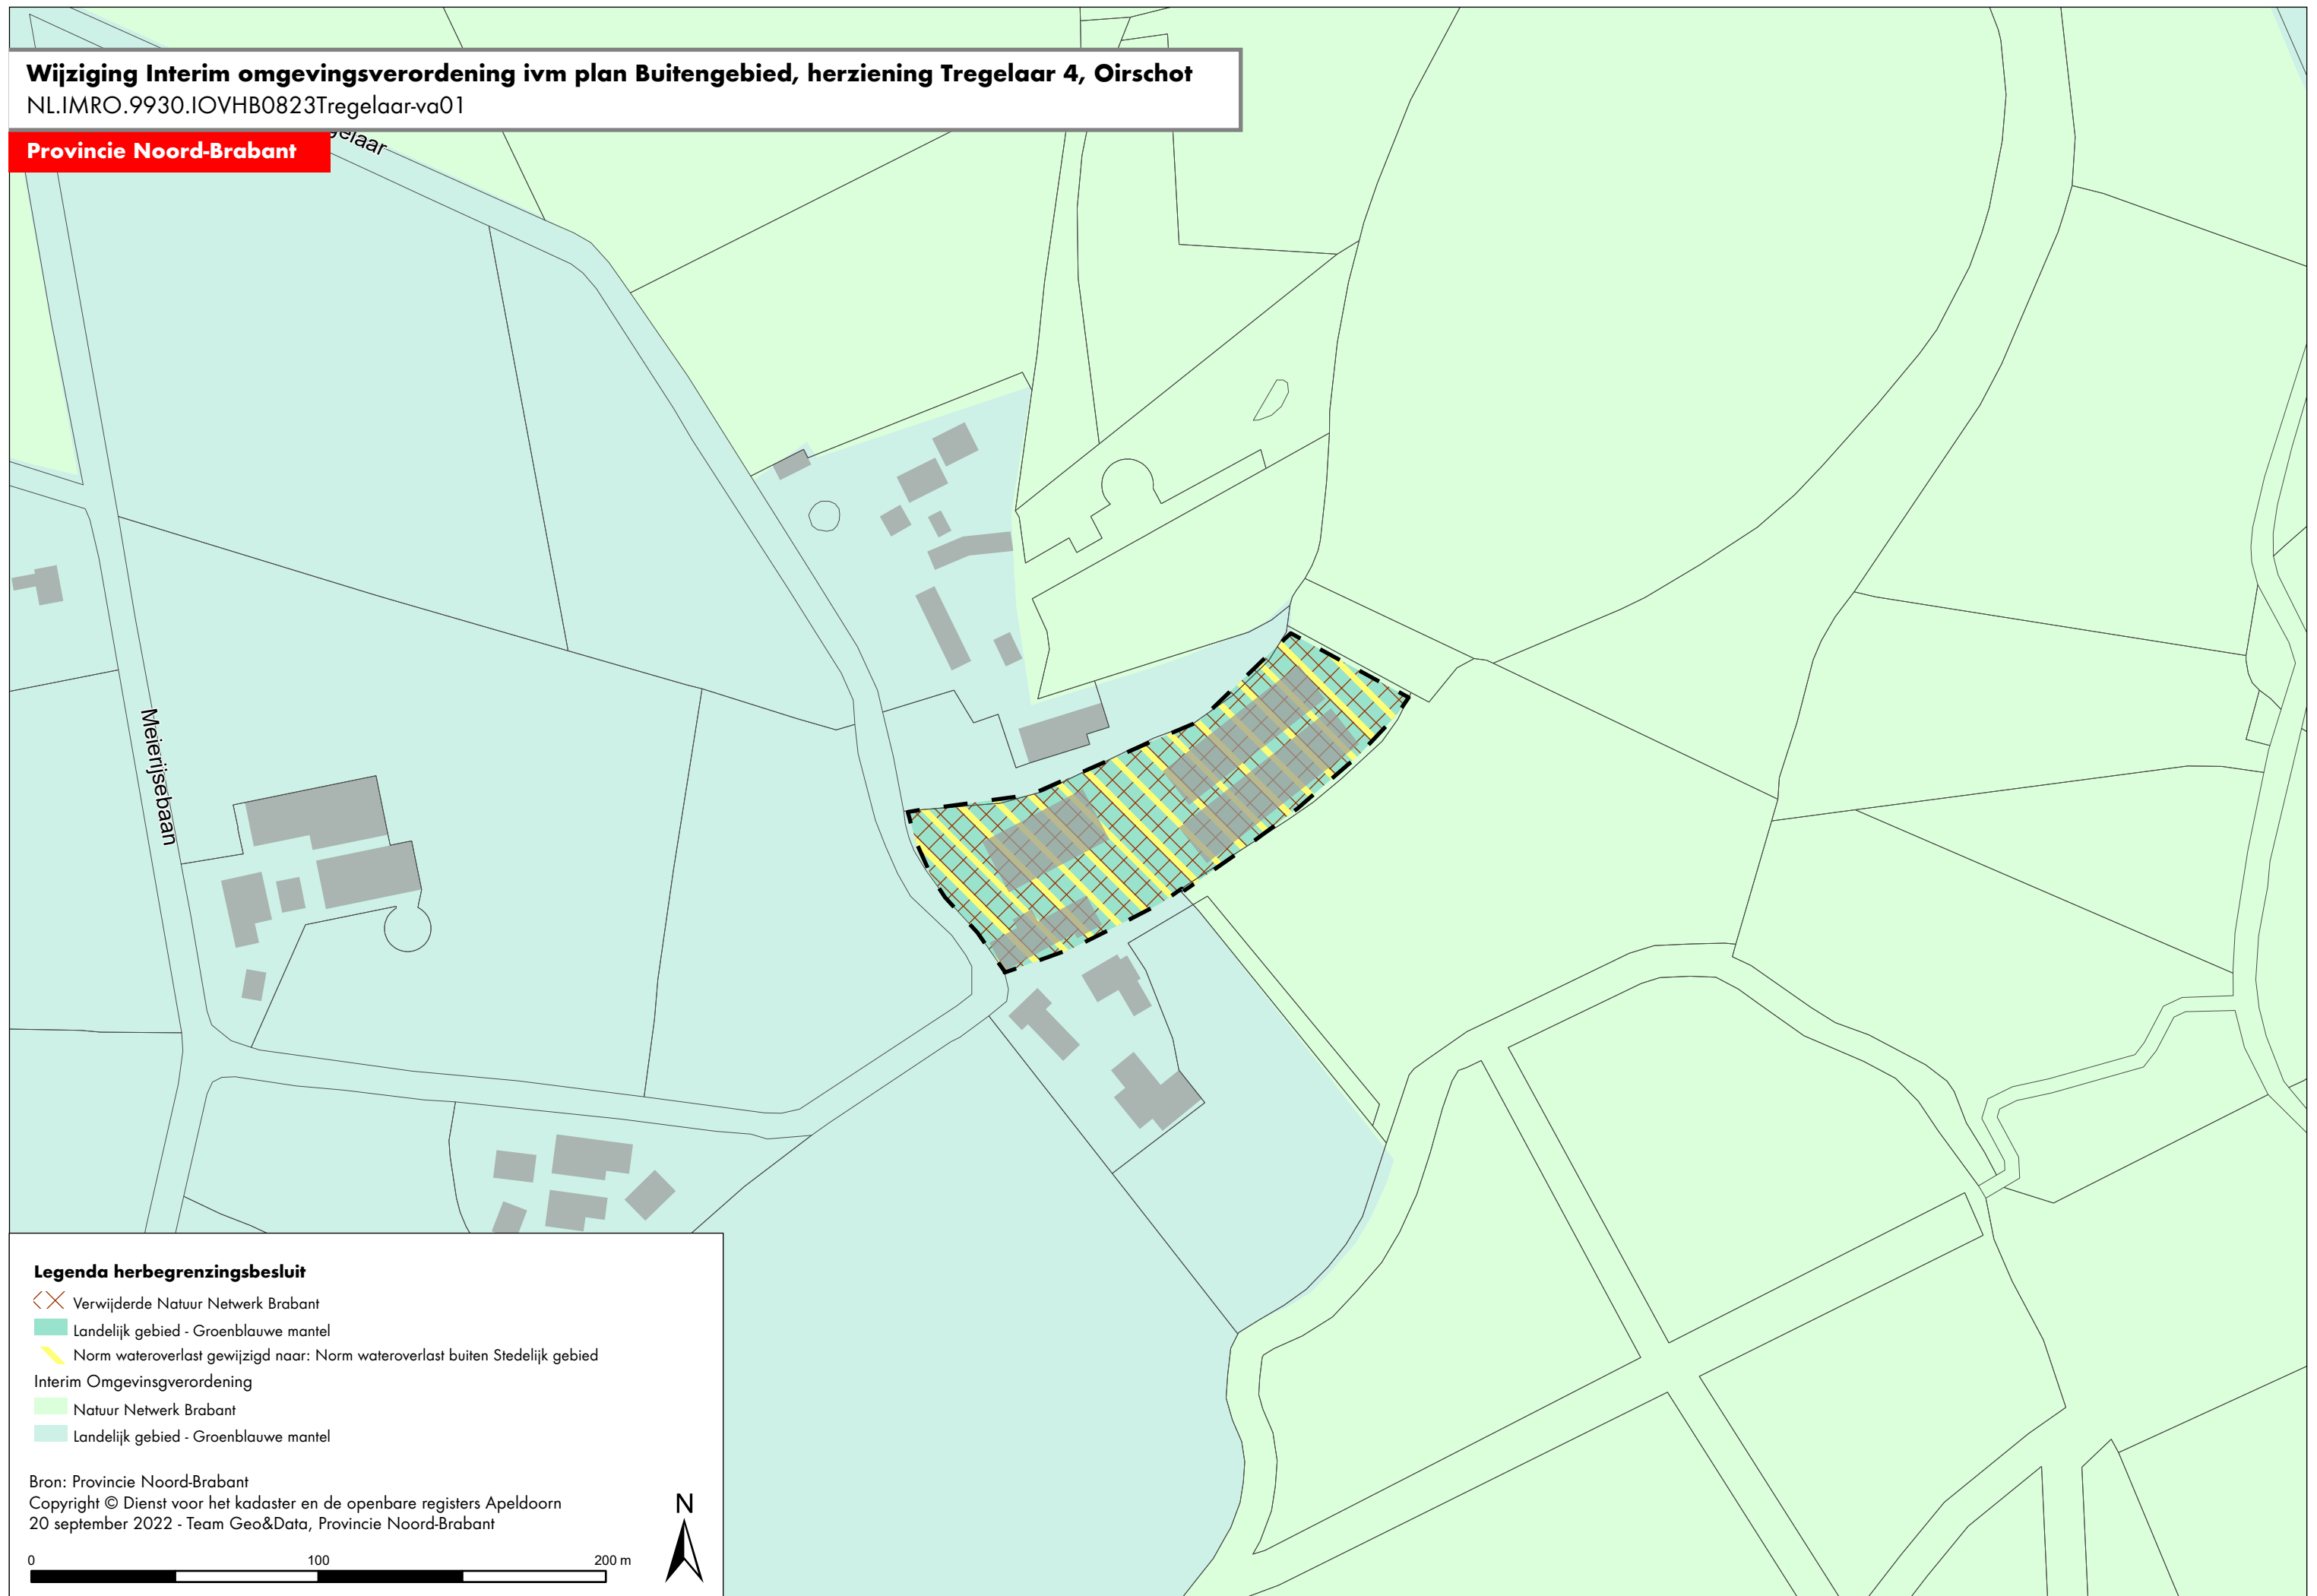 Wijziging Interim omgevingsverordening ivm plan Buitengebied, herziening Tregelaar 4, Oirschot
NL.IMRO.9930.IOVHB0823Tregelaar-va01
Provincie Noord-Brabant
Meierijsebaan
Legenda herbegrenzingsbesluit
Verwijderde Natuur Netwerk Brabant
Landelijk gebied - Groenblauwe mantel
Norm wateroverlast gewijzigd naar: Norm wateroverlast buiten Stedelijk gebied
Interim Omgevinsgverordening
Natuur Netwerk Brabant
Landelijk gebied - Groenblauwe mantel
Bron: Provincie Noord-Brabant
Copyright © Dienst voor het kadaster en de openbare registers Apeldoorn
20 september 2022 - Team Geo&Data, Provincie Noord-Brabant
N
0 100 200 m